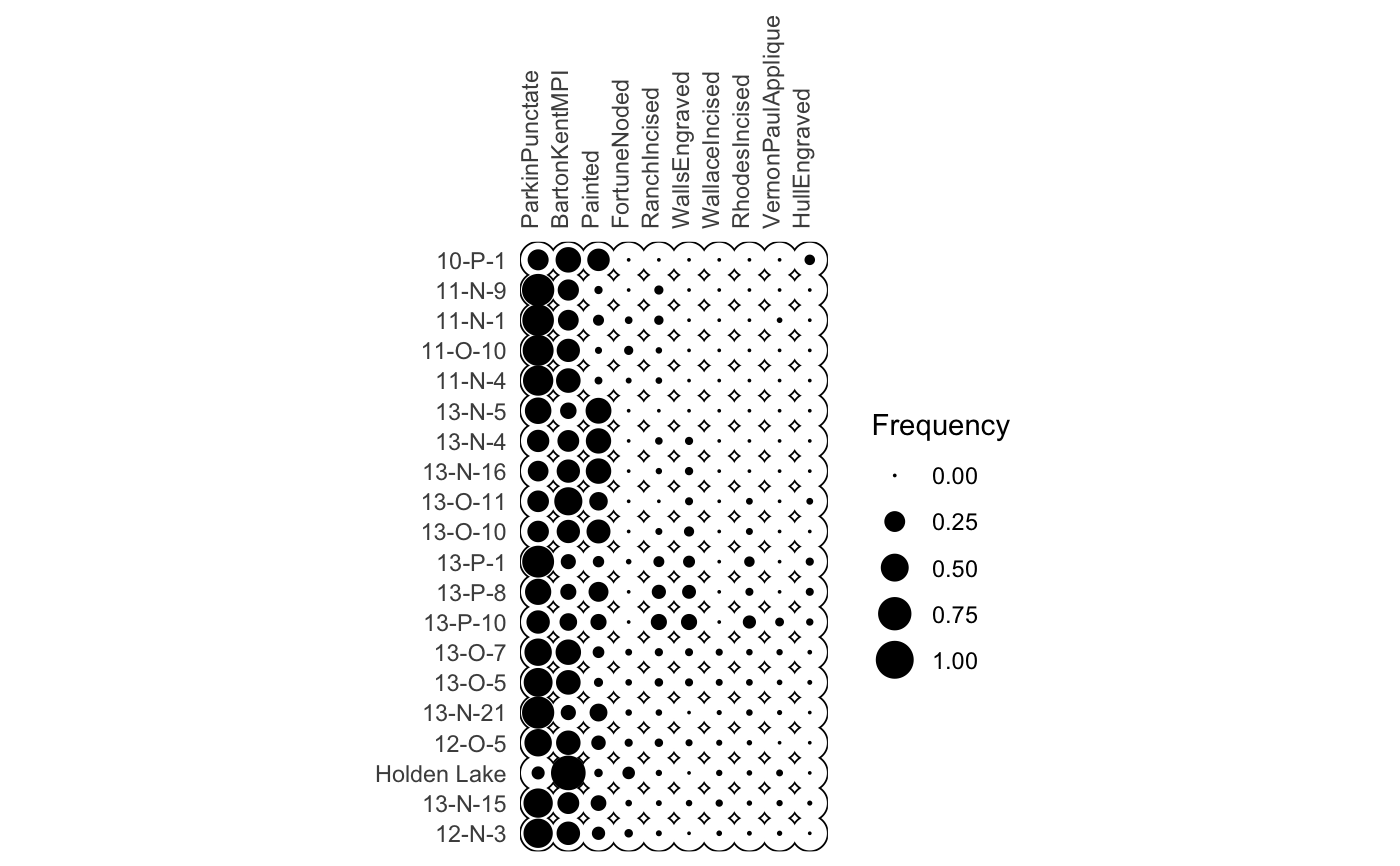 ParkinPunctate
BartonKentMPI
Painted
FortuneNoded
RanchIncised
WallsEngraved
WallaceIncised
RhodesIncised
VernonPaulApplique
HullEngraved
10-P-1
11-N-9
11-N-1
11-O-10
11-N-4
13-N-5
13-N-4
13-N-16
13-O-11
13-O-10
13-P-1
13-P-8
13-P-10
13-O-7
13-O-5
13-N-21
12-O-5
Holden Lake
13-N-15
12-N-3
Frequency
0.00
0.25
0.50
0.75
1.00